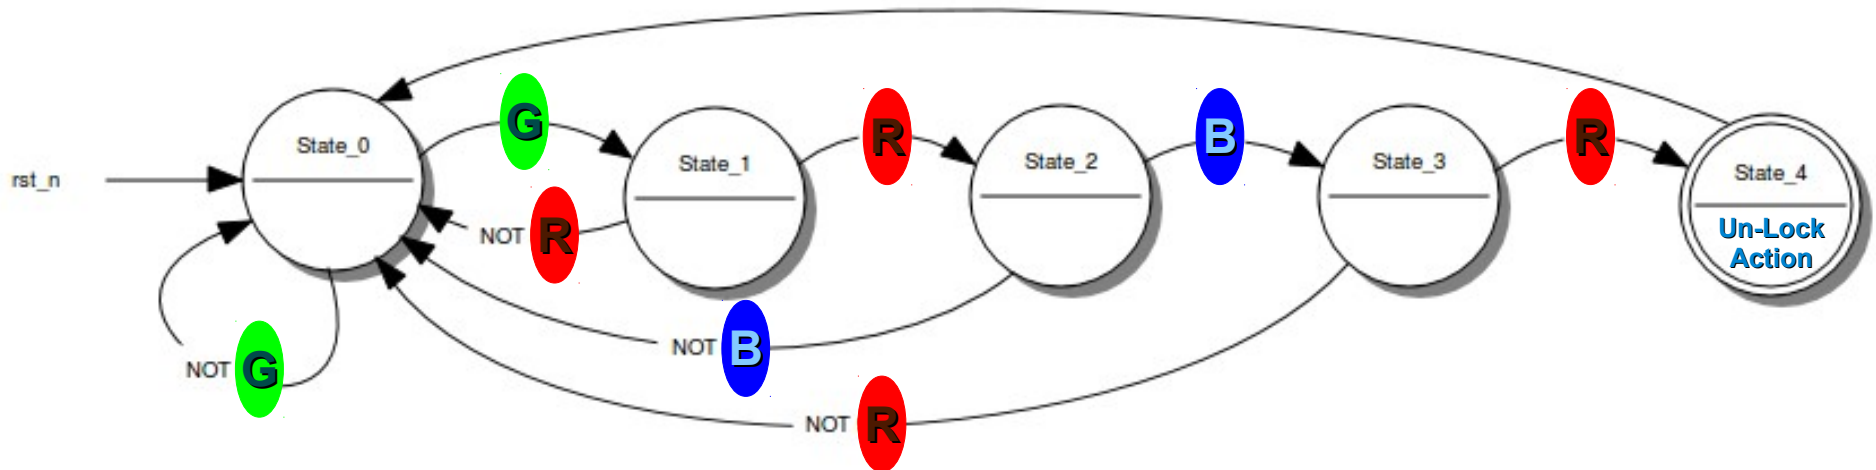 rst_n
State_0
G
State_1
R
State_2
B
State_3
R
State_4
Un-Lock
Action
NOT R
NOT B
NOT G
NOT R